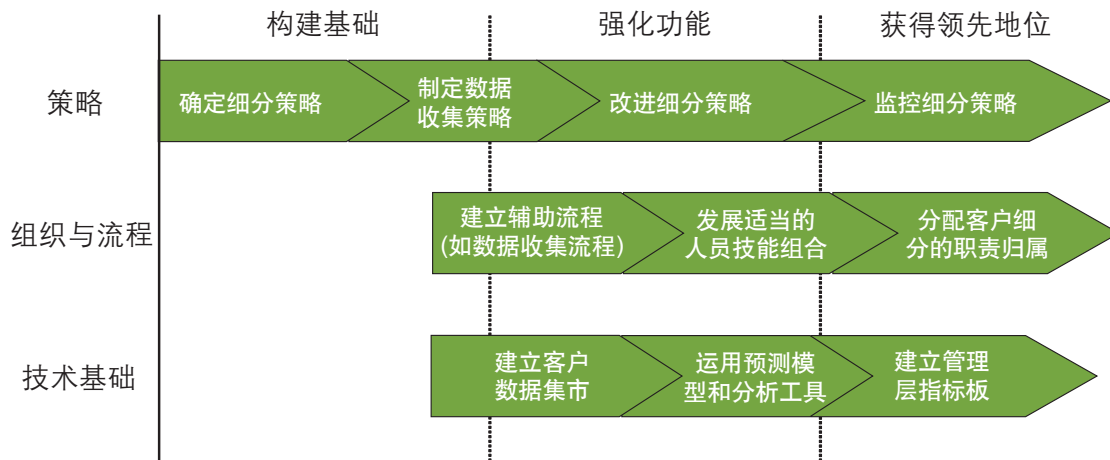 构建基础
强化功能
获得领先地位
策略
确定细分策略
制定数据
收集策略
改进细分策略
监控细分策略
组织与流程
建立辅助流程
(如数据收集流程)
发展适当的
人员技能组合
分配客户细
分的职责归属
技术基础
建立客户
数据集市
运用预测模
型和分析工具
建立管理
层指标板